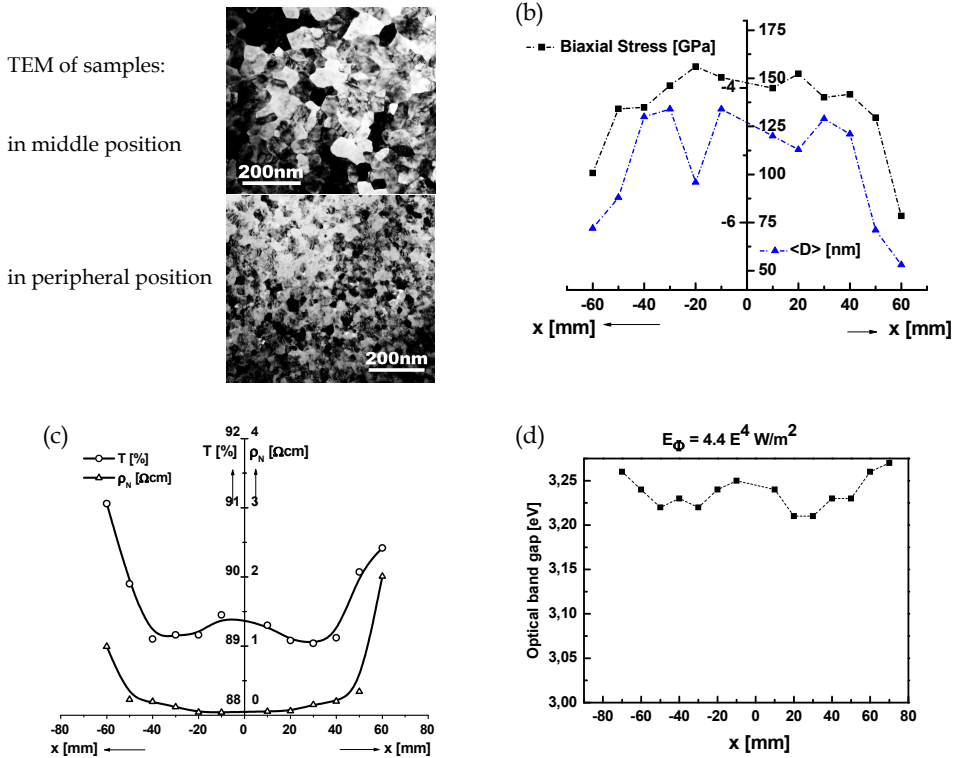 TEM of samples:
in middle position
in peripheral position
200nm
200nm
(b)
Biaxial Stress [GPa]
<D> [nm]
175
150
125
100
75
50
-4
-6
-60 -40 -20 0 20 40 60
x [mm]
x [mm]
(c)
T [%]
ρN [Ωcm]
T [%] ρN [Ωcm]
92 4
91 3
90 2
89 1
88 0
-80 -60 -40 -20 0 20 40 60 80
x [mm]
x [mm]
(d)
EΦ = 4.4 E4 W/m2
Optical band gap [eV]
3,25
3,20
3,15
3,10
3,05
3,00
-80 -60 -40 -20 0 20 40 60 80
x [mm]